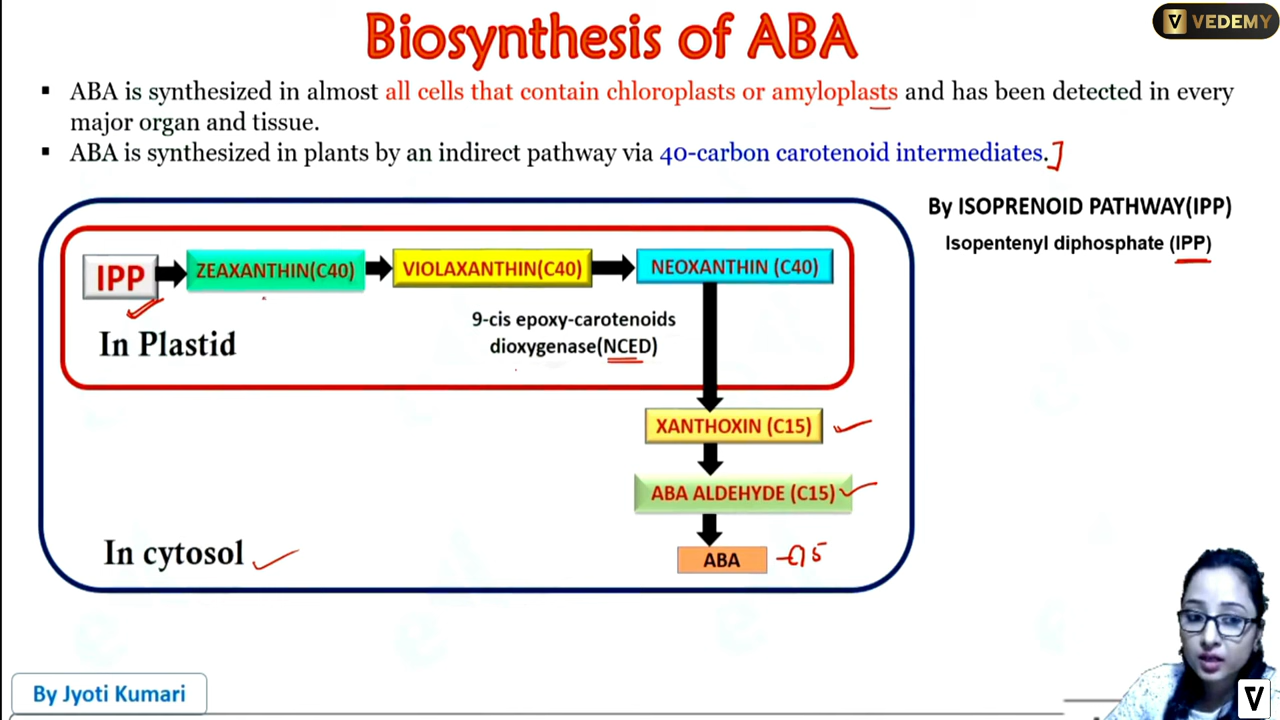 Biosynthesis of ABA
V VEDEMY
▪ ABA is synthesized in almost all cells that contain chloroplasts or amyloplasts and has been detected in every
major organ and tissue.
▪ ABA is synthesized in plants by an indirect pathway via 40-carbon carotenoid intermediates.]
By ISOPRENOID PATHWAY(IPP)
Isopentenyl diphosphate (IPP)
IPP
ZEAXANTHIN(C40)
VIOLAXANTHIN(C40)
NEOXANTHIN (C40)
In Plastid
9-cis epoxy-carotenoids
dioxygenase(NCED)
XANTHOXIN (C15)
ABA ALDEHYDE (C15)
In cytosol
ABA
-C15
By Jyoti Kumari
V